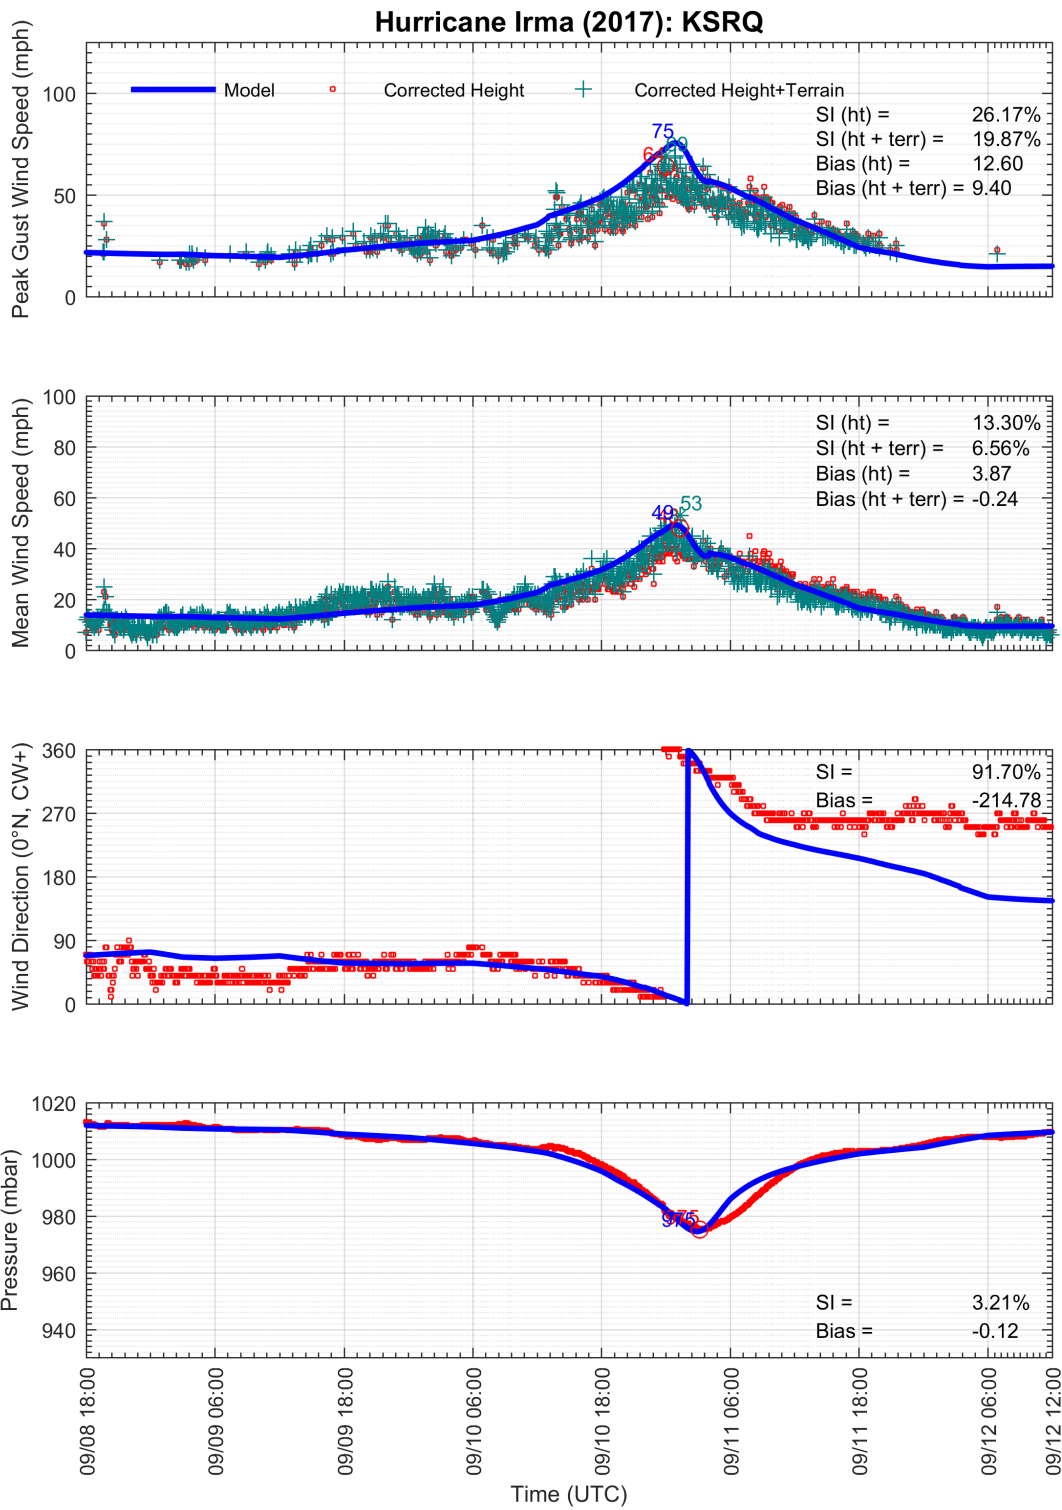 Hurricane Irma (2017): KSRQ
Peak Gust Wind Speed (mph)
100
50
0
Model
Corrected Height
Corrected Height+Terrain
SI (ht) = 26.17%
SI (ht + terr) = 19.87%
Bias (ht) = 12.60
Bias (ht + terr) = 9.40
75
Mean Wind Speed (mph)
100
80
60
40
20
0
SI (ht) = 13.30%
SI (ht + terr) = 6.56%
Bias (ht) = 3.87
Bias (ht + terr) = -0.24
49
53
Wind Direction (0°N, CW+)
360
270
180
90
0
SI = 91.70%
Bias = -214.78
Pressure (mbar)
1020
1000
980
960
940
975
SI = 3.21%
Bias = -0.12
09/08 18:00
09/09 06:00
09/09 18:00
09/10 06:00
09/10 18:00
09/11 06:00
09/11 18:00
09/12 06:00
09/12 12:00
Time (UTC)